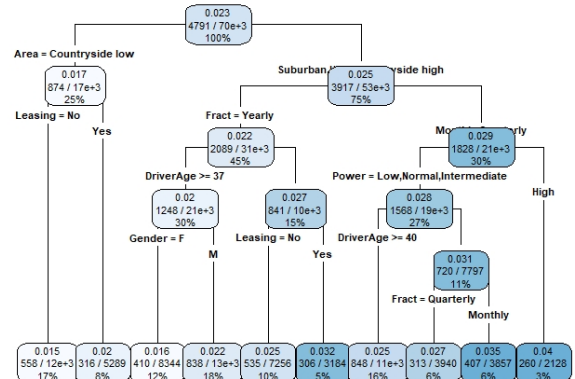 0.023
4791 / 70e+3
100%
Area = Countryside low
Suburban, yside high
0.017
874 / 17e+3
25%
0.025
3917 / 53e+3
75%
Leasing = No
Yes
Fract = Yearly
0.022
2089 / 31e+3
45%
0.029
1828 / 21e+3
30%
DriverAge >= 37
Power = Low,Normal,Intermediate
High
0.02
1248 / 21e+3
30%
0.027
841 / 10e+3
15%
0.028
1568 / 19e+3
27%
Gender = F
M
Leasing = No
Yes
DriverAge >= 40
0.031
720 / 7797
11%
Fract = Quarterly
Monthly
0.015
558 / 12e+3
17%
0.02
316 / 5289
8%
0.016
410 / 8344
12%
0.022
838 / 13e+3
18%
0.025
535 / 7256
10%
0.032
306 / 3184
5%
0.025
848 / 11e+3
16%
0.027
313 / 3940
6%
0.035
407 / 3857
6%
0.04
260 / 2128
3%